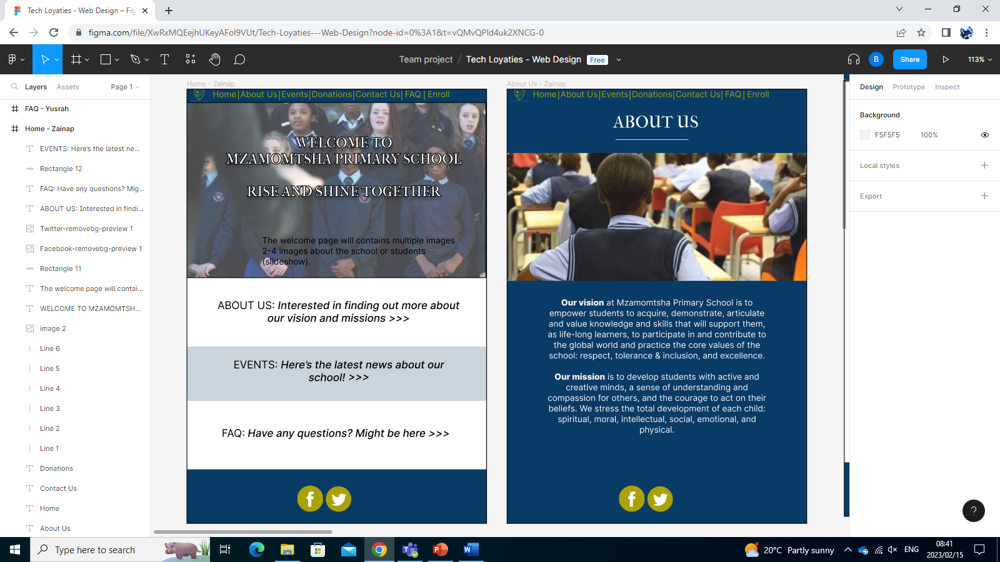 Tech Loyaties - Web Design – Fig
figma.com/file/XwRxMQEejhUKeyAFol9VUt/Tech-Loyaties---Web-Design?node-id=0%3A1&t=vQMvQPId4uk2XNCG-0
Team project / Tech Loyaties - Web Design Free
B
Share
113%
Layers Assets Page 1
FAQ - Yusrah
Home - Zainap
EVENTS: Here's the latest ne...
Rectangle 12
FAQ: Have any questions? Mig...
ABOUT US: Interested in findi...
Twitter-removebg-preview 1
Facebook-removebg-preview 1
Rectangle 11
The welcome page will contai...
WELCOME TO MZAMOMTSH...
image 2
Line 6
Line 5
Line 4
Line 3
Line 2
Line 1
Donations
Contact Us
Home
About Us
Home - Zainap
Home|About Us|Events|Donations|Contact Us| FAQ | Enroll
WELCOME TO
MZAMOMTSHA PRIMARY SCHOOL
RISE AND SHINE TOGETHER
The welcome page will contains multiple images
2-4 images about the school or students
(slideshow).
ABOUT US: Interested in finding out more about
our vision and missions >>>
EVENTS: Here's the latest news about our
school! >>>
FAQ: Have any questions? Might be here >>>
About Us - Zainap
Home|About Us|Events|Donations|Contact Us| FAQ | Enroll
ABOUT US
Our vision at Mzamomtsha Primary School is to
empower students to acquire, demonstrate, articulate
and value knowledge and skills that will support them,
as life-long learners, to participate in and contribute to
the global world and practice the core values of the
school: respect, tolerance & inclusion, and excellence.
Our mission is to develop students with active and
creative minds, a sense of understanding and
compassion for others, and the courage to act on their
beliefs. We stress the total development of each child:
spiritual, moral, intellectual, social, emotional, and
physical.
Design Prototype Inspect
Background
F5F5F5 100%
Local styles
Export
?
Type here to search
20°C Partly sunny
ENG
08:41
2023/02/15